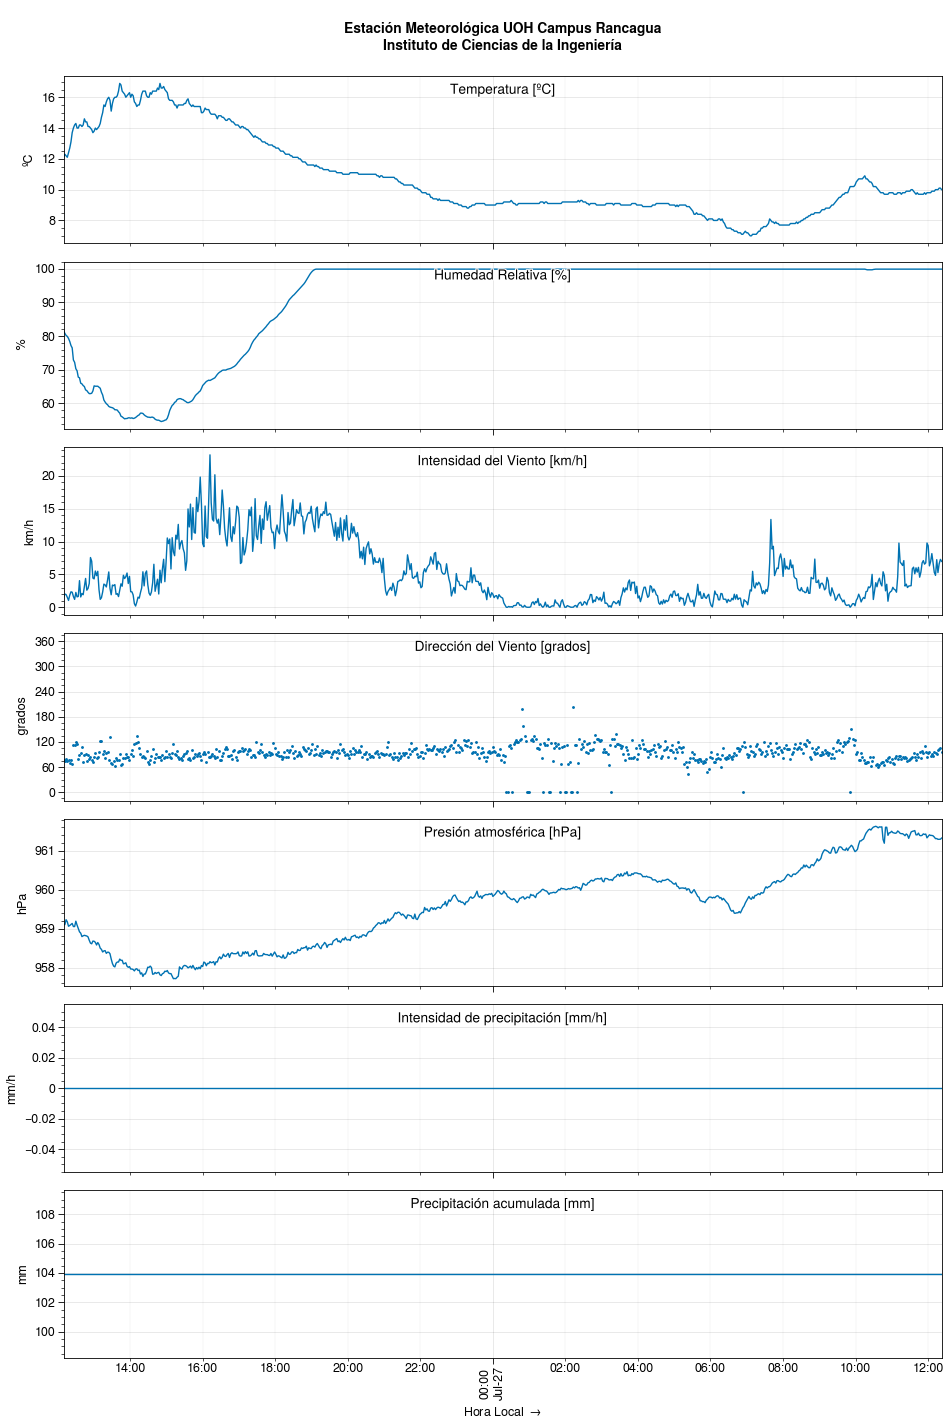 Estación Meteorológica UOH Campus Rancagua
Instituto de Ciencias de la Ingeniería
Temperatura [ºC]
16
14
12
10
8
ºC
Humedad Relativa [%]
100
90
80
70
60
%
Intensidad del Viento [km/h]
20
15
10
5
0
km/h
Dirección del Viento [grados]
360
300
240
180
120
60
0
grados
Presión atmosférica [hPa]
961
960
959
958
hPa
Intensidad de precipitación [mm/h]
0.04
0.02
0
−0.02
−0.04
mm/h
Precipitación acumulada [mm]
108
106
104
102
100
mm
14:00 16:00 18:00 20:00 22:00 00:00 02:00 04:00 06:00 08:00 10:00 12:00
Jul-27
Hora Local →